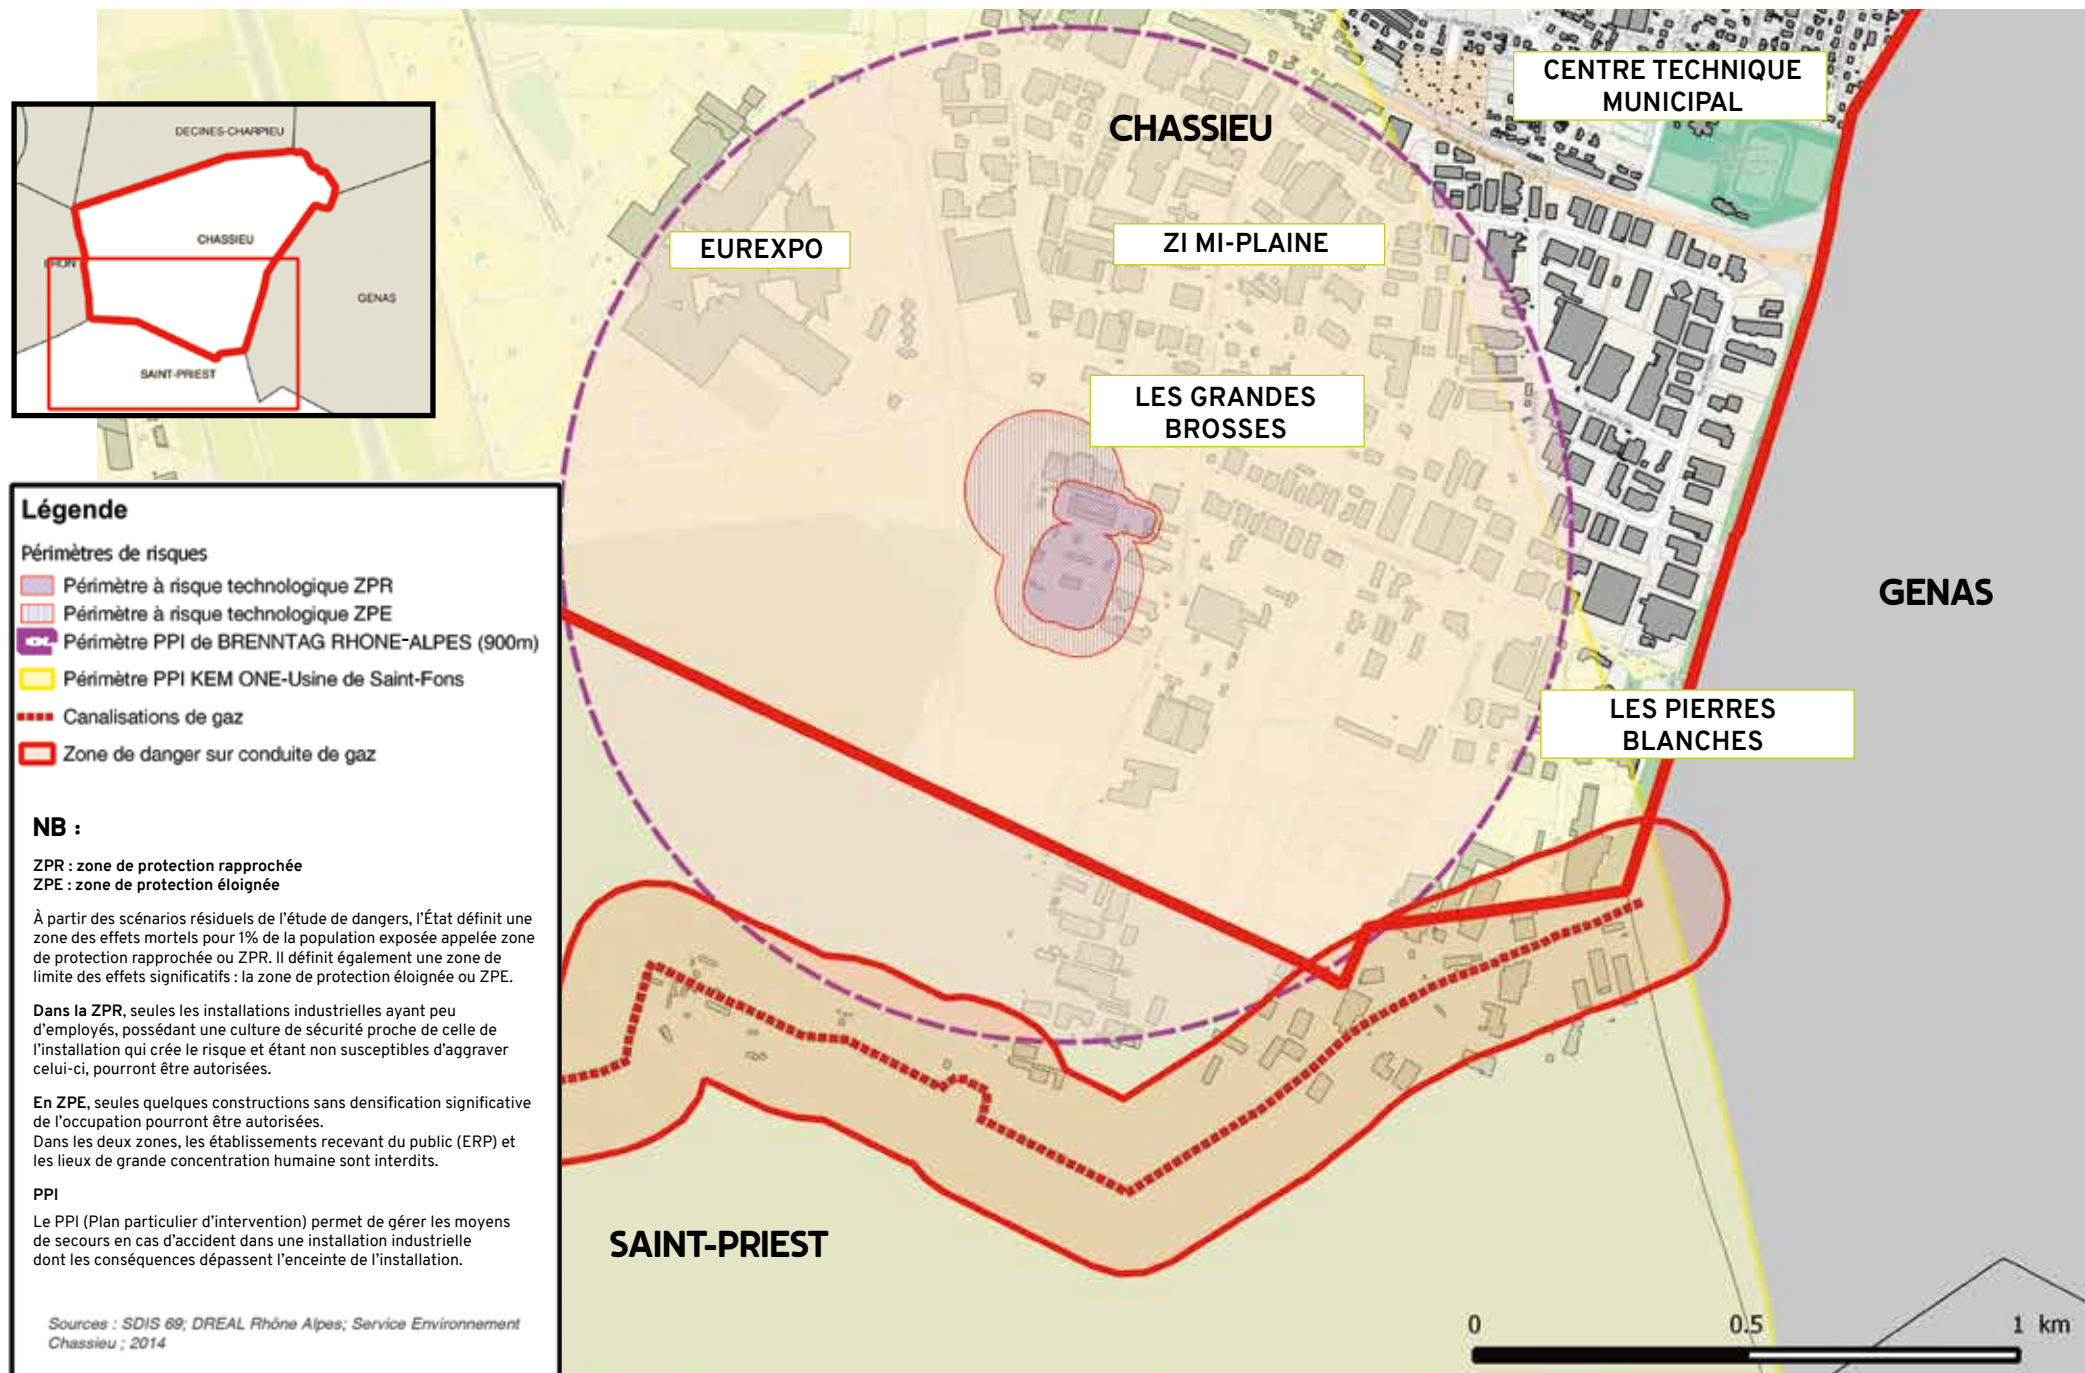 CENTRE TECHNIQUE
MUNICIPAL
CHASSIEU
EUREXPO
ZI MI-PLAINE
LES GRANDES
BROSSES
GENAS
LES PIERRES
BLANCHES
SAINT-PRIEST
0
0.5
1 km
DECINES-CHARPIEU
CHASSIEU
BRON
GENAS
SAINT-PRIEST
Légende
Périmètres de risques
Périmètre à risque technologique ZPR
Périmètre à risque technologique ZPE
Périmètre PPI de BRENNTAG RHONE-ALPES (900m)
Périmètre PPI KEM ONE-Usine de Saint-Fons
Canalisations de gaz
Zone de danger sur conduite de gaz
NB :
ZPR : zone de protection rapprochée
ZPE : zone de protection éloignée
À partir des scénarios résiduels de l'étude de dangers, l'État définit une
zone des effets mortels pour 1% de la population exposée appelée zone
de protection rapprochée ou ZPR. Il définit également une zone de
limite des effets significatifs : la zone de protection éloignée ou ZPE.
Dans la ZPR, seules les installations industrielles ayant peu
d'employés, possédant une culture de sécurité proche de celle de
l'installation qui crée le risque et étant non susceptibles d'aggraver
celui-ci, pourront être autorisées.
En ZPE, seules quelques constructions sans densification significative
de l'occupation pourront être autorisées.
Dans les deux zones, les établissements recevant du public (ERP) et
les lieux de grande concentration humaine sont interdits.
PPI
Le PPI (Plan particulier d'intervention) permet de gérer les moyens
de secours en cas d'accident dans une installation industrielle
dont les conséquences dépassent l'enceinte de l'installation.
Sources : SDIS 69; DREAL Rhône Alpes; Service Environnement
Chassieu ; 2014